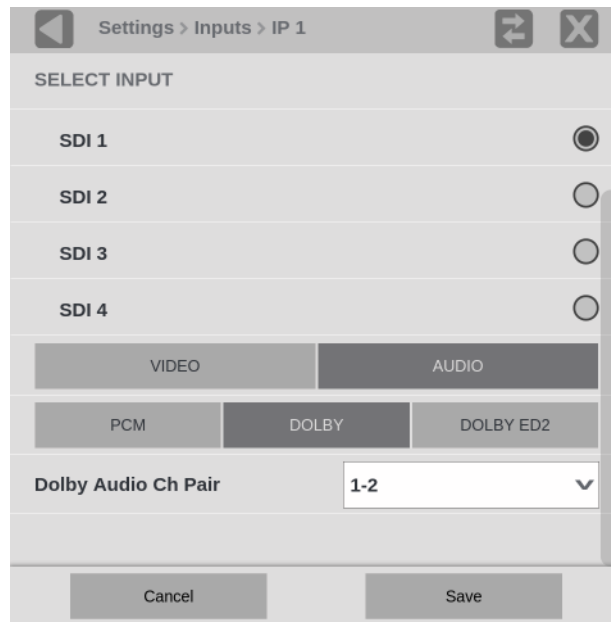 Settings > Inputs > IP 1
SELECT INPUT
SDI 1
SDI 2
SDI 3
SDI 4
VIDEO AUDIO
PCM DOLBY DOLBY ED2
Dolby Audio Ch Pair 1-2
Cancel Save